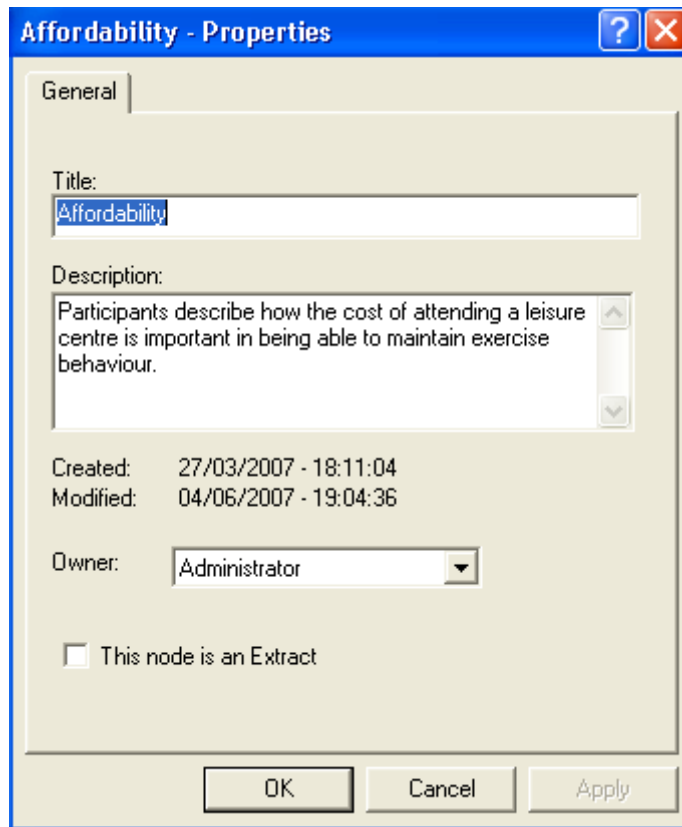 Affordability - Properties
General
Title:
Affordability
Description:
Participants describe how the cost of attending a leisure
centre is important in being able to maintain exercise
behaviour.
Created: 27/03/2007 - 18:11:04
Modified: 04/06/2007 - 19:04:36
Owner: Administrator
This node is an Extract
OK Cancel Apply